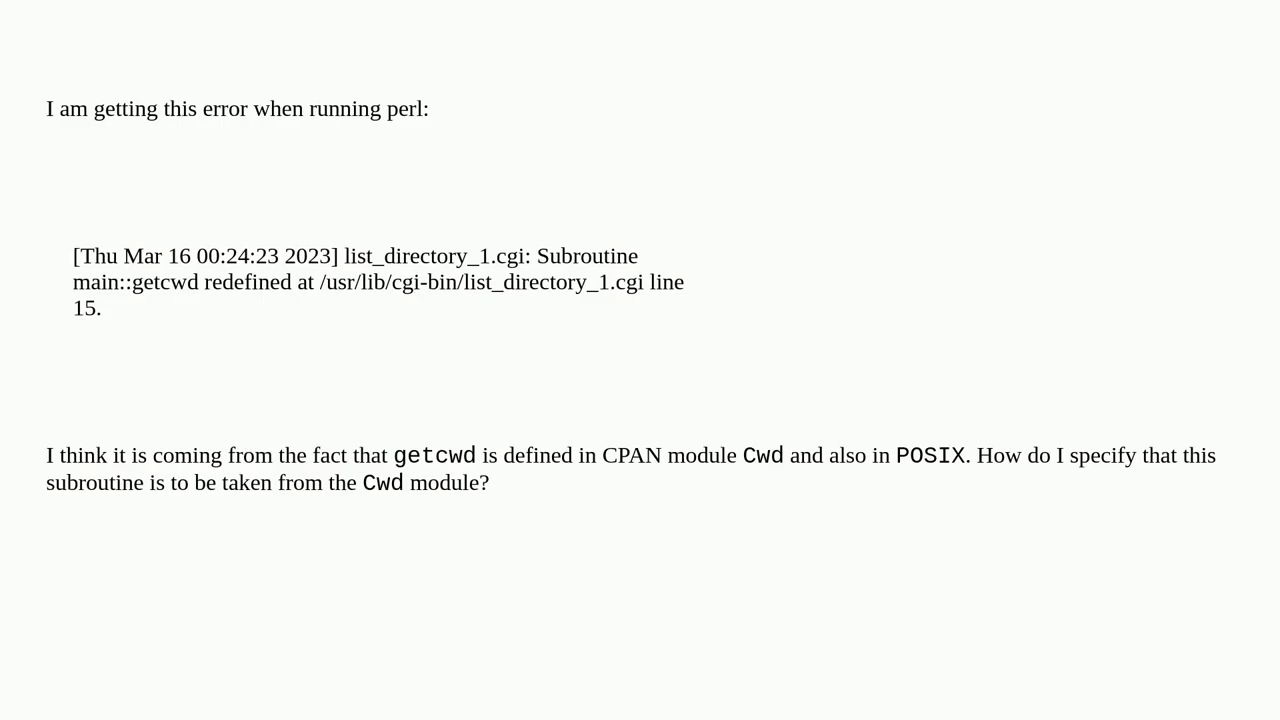 I am getting this error when running perl:
[Thu Mar 16 00:24:23 2023] list_directory_1.cgi: Subroutine
main::getcwd redefined at /usr/lib/cgi-bin/list_directory_1.cgi line
15.
I think it is coming from the fact that getcwd is defined in CPAN module Cwd and also in POSIX. How do I specify that this
subroutine is to be taken from the Cwd module?